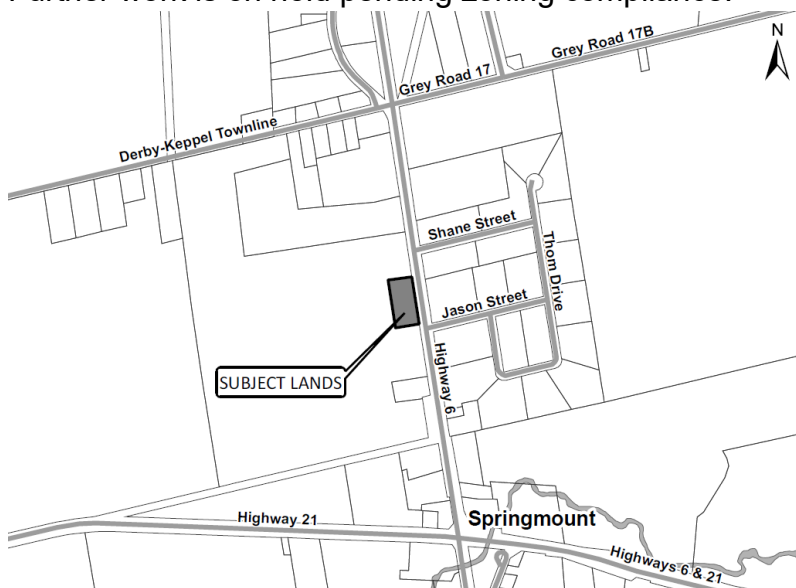 Further work is on hold pending zoning compliance.
N
Grey Road 17B
Grey Road 17
Derby-Keppel Townline
Shane Street
Thom Drive
Jason Street
Highway 6
SUBJECT LANDS
Highway 21
Springmount
Highways 6 & 21